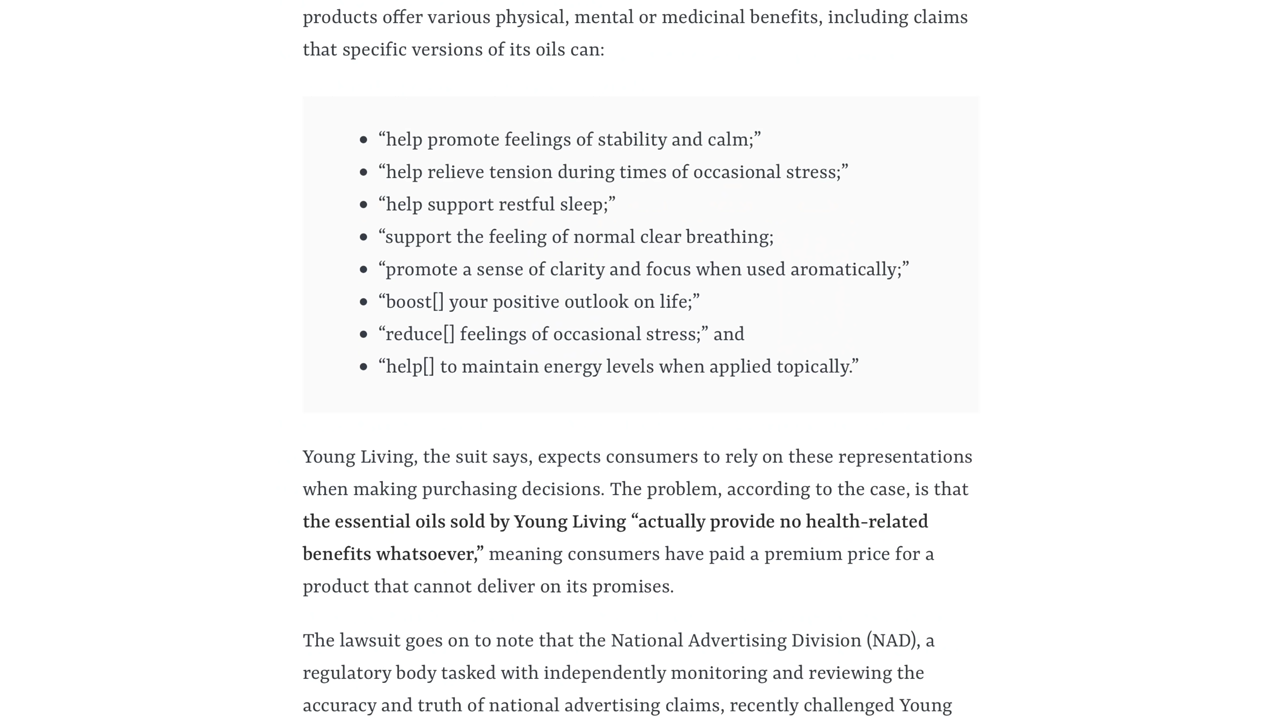 products offer various physical, mental or medicinal benefits, including claims
that specific versions of its oils can:
• “help promote feelings of stability and calm;”
• “help relieve tension during times of occasional stress;”
• “help support restful sleep;”
• “support the feeling of normal clear breathing;
• “promote a sense of clarity and focus when used aromatically;”
• “boost[] your positive outlook on life;”
• “reduce[] feelings of occasional stress;” and
• “help[] to maintain energy levels when applied topically.”
Young Living, the suit says, expects consumers to rely on these representations
when making purchasing decisions. The problem, according to the case, is that
the essential oils sold by Young Living “actually provide no health-related
benefits whatsoever,” meaning consumers have paid a premium price for a
product that cannot deliver on its promises.
The lawsuit goes on to note that the National Advertising Division (NAD), a
regulatory body tasked with independently monitoring and reviewing the
accuracy and truth of national advertising claims, recently challenged Young